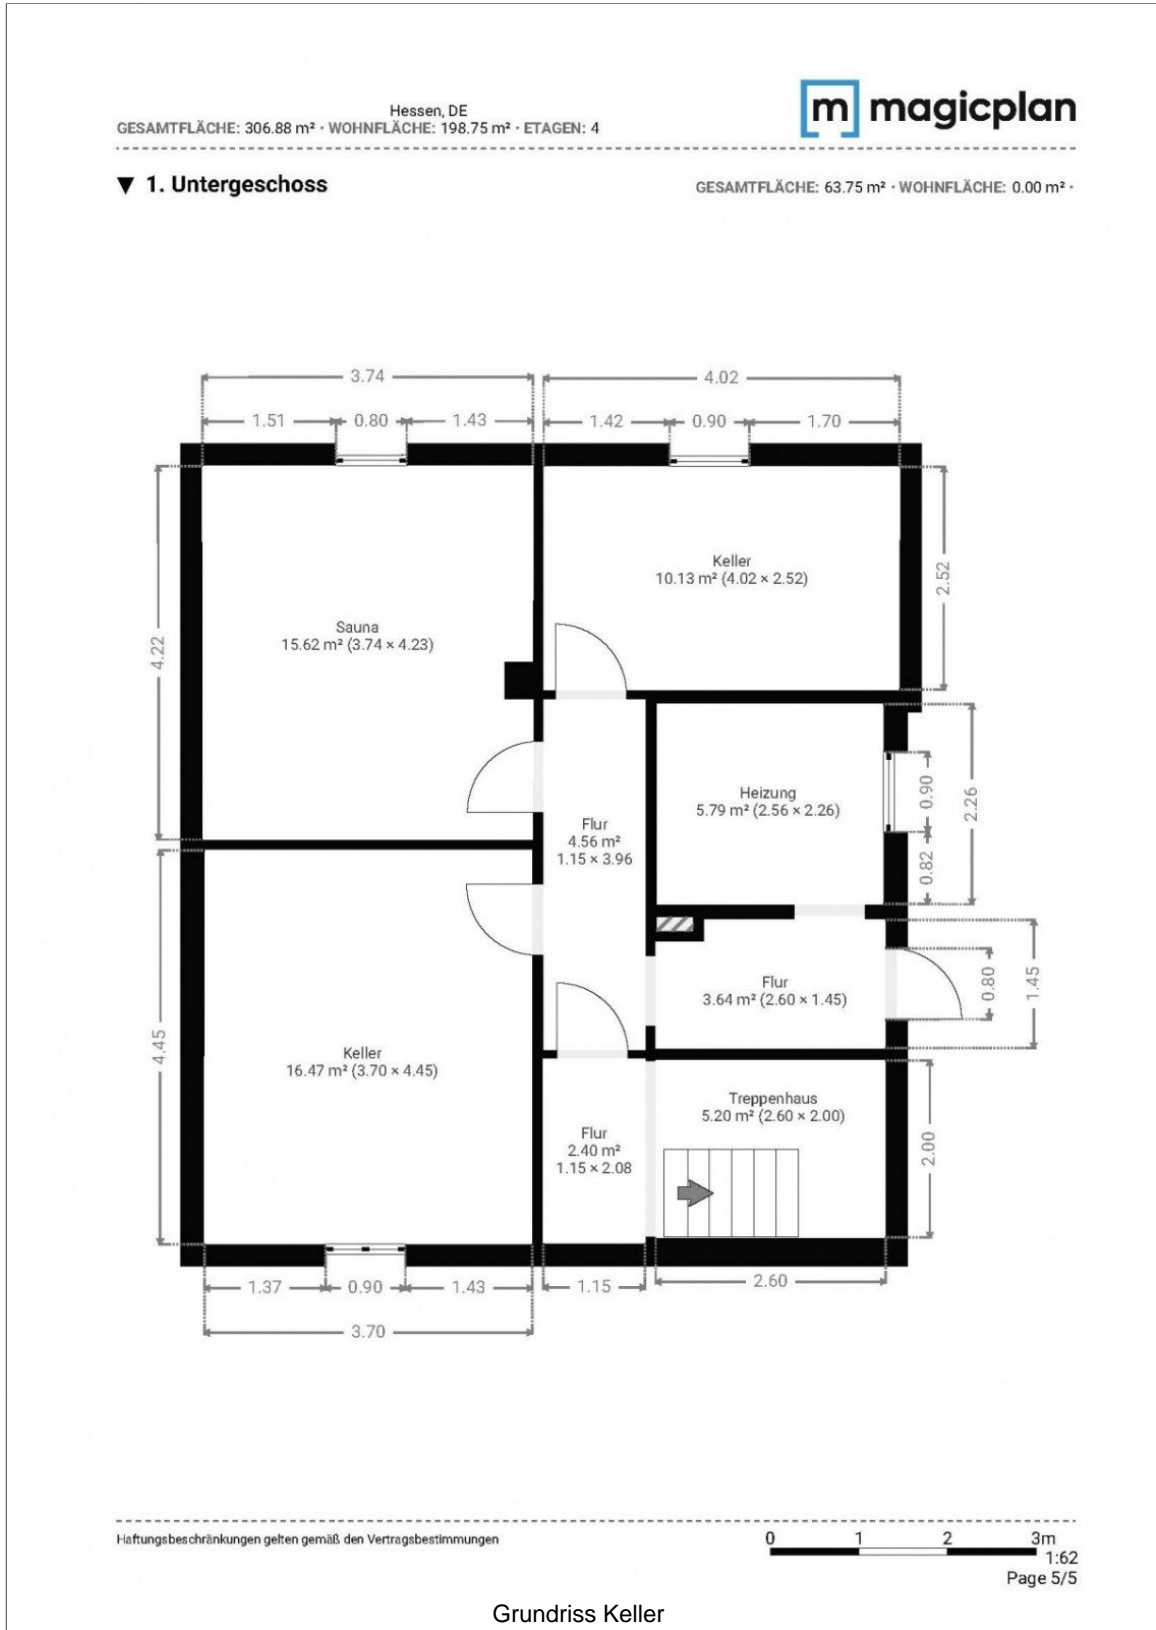 Hessen, DE
GESAMTFLÄCHE: 306.88 m² · WOHNFLÄCHE: 198.75 m² · ETAGEN: 4
[m] magicplan
▼ 1. Untergeschoss
GESAMTFLÄCHE: 63.75 m² · WOHNFLÄCHE: 0.00 m² ·
3.74
4.02
1.51
0.80
1.43
1.42
0.90
1.70
4.22
Sauna
15.62 m² (3.74 × 4.23)
Keller
10.13 m² (4.02 × 2.52)
2.52
Heizung
5.79 m² (2.56 × 2.26)
0.90
0.82
2.26
Flur
4.56 m²
1.15 × 3.96
Flur
3.64 m² (2.60 × 1.45)
0.80
1.45
4.45
Keller
16.47 m² (3.70 × 4.45)
Flur
2.40 m²
1.15 × 2.08
Treppenhaus
5.20 m² (2.60 × 2.00)
2.00
1.37
0.90
1.43
1.15
2.60
3.70
Haftungsbeschränkungen gelten gemäß den Vertragsbestimmungen
0 1 2 3m
1:62
Page 5/5
Grundriss Keller